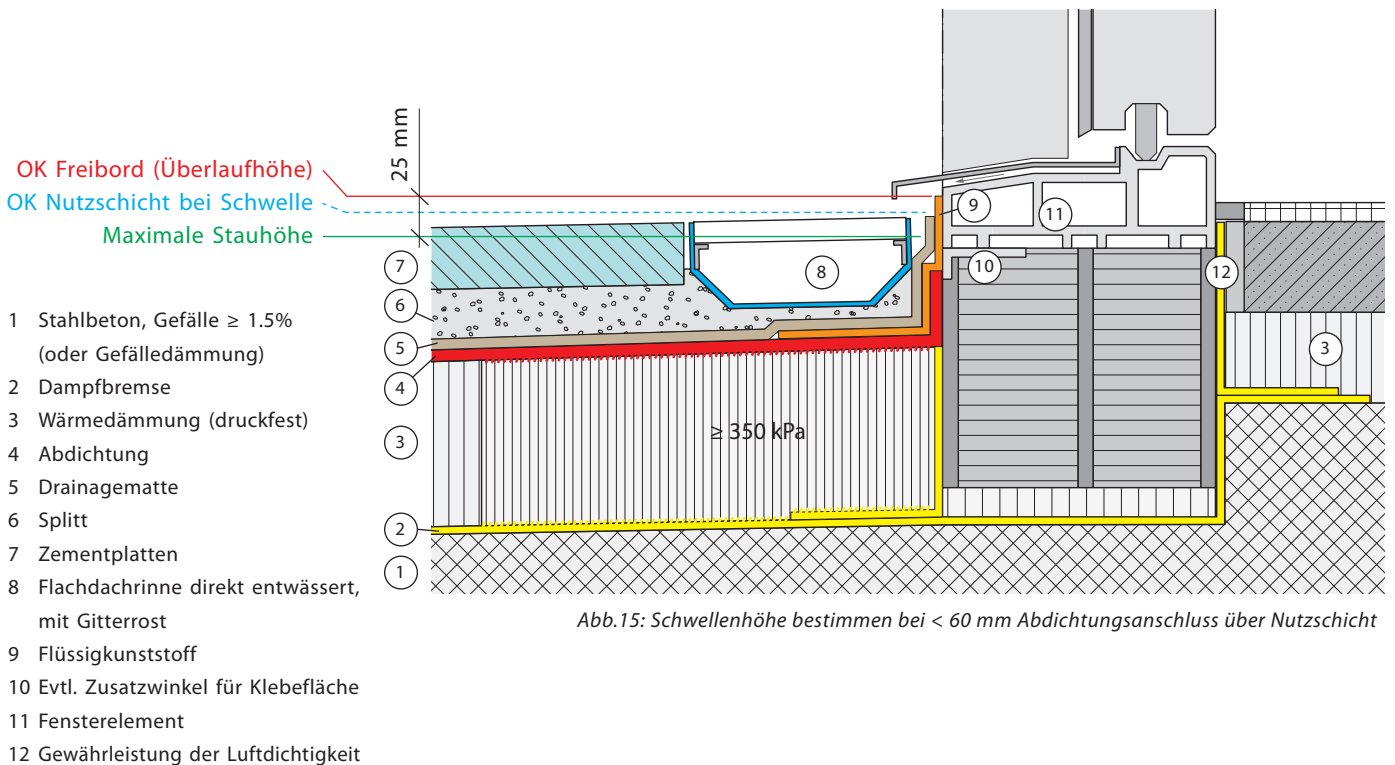 25 mm
OK Freibord (Überlaufhöhe)
OK Nutzschicht bei Schwelle
Maximale Stauhöhe
9
11
10
8
12
7
6
5
4
3
3
≥ 350 kPa
2
1
1 Stahlbeton, Gefälle ≥ 1.5%
(oder Gefälledämmung)
2 Dampfbremse
3 Wärmedämmung (druckfest)
4 Abdichtung
5 Drainagematte
6 Splitt
7 Zementplatten
8 Flachdachrinne direkt entwässert,
mit Gitterrost
9 Flüssigkunststoff
10 Evtl. Zusatzwinkel für Klebefläche
11 Fensterelement
12 Gewährleistung der Luftdichtigkeit
Abb.15: Schwellenhöhe bestimmen bei < 60 mm Abdichtungsanschluss über Nutzschicht